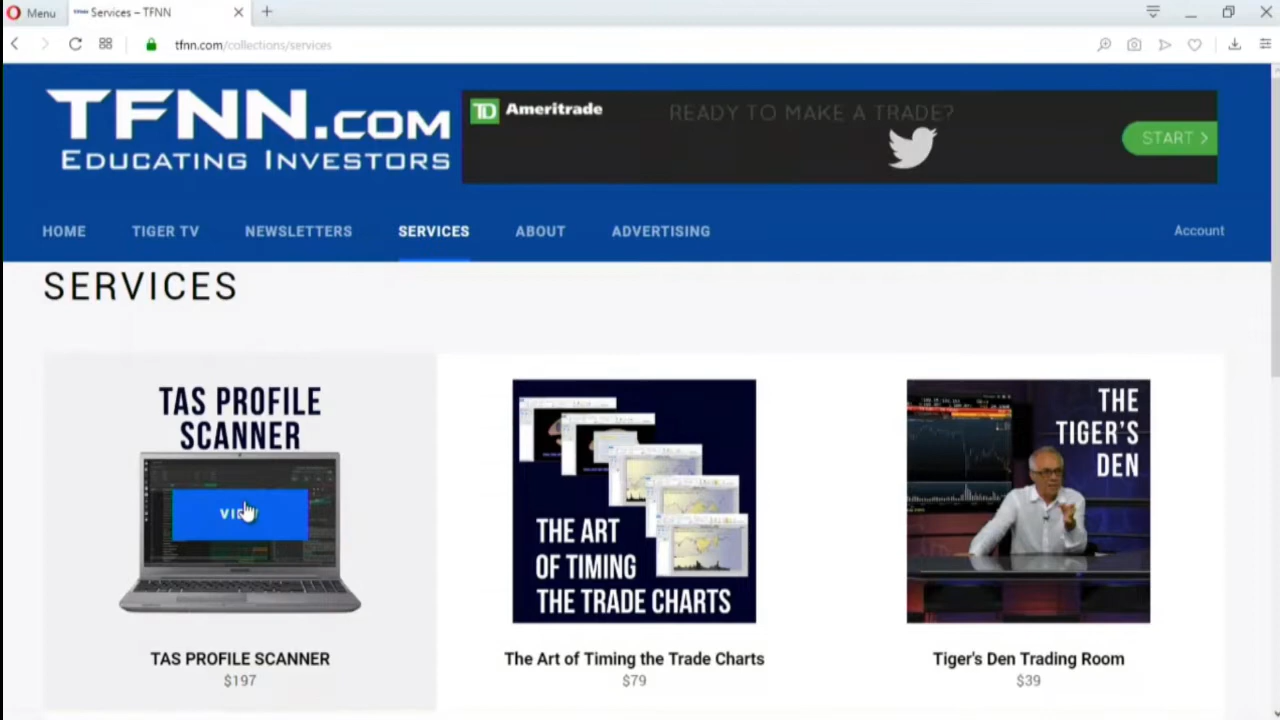 Menu
Services – TFNN
tfnn.com/collections/services
TFNN.COM
EDUCATING INVESTORS
TD Ameritrade
READY TO MAKE A TRADE?
START >
HOME
TIGER TV
NEWSLETTERS
SERVICES
ABOUT
ADVERTISING
Account
SERVICES
TAS PROFILE
SCANNER
THE ART
OF TIMING
THE TRADE CHARTS
THE
TIGER'S
DEN
TAS PROFILE SCANNER
$197
The Art of Timing the Trade Charts
$79
Tiger's Den Trading Room
$39